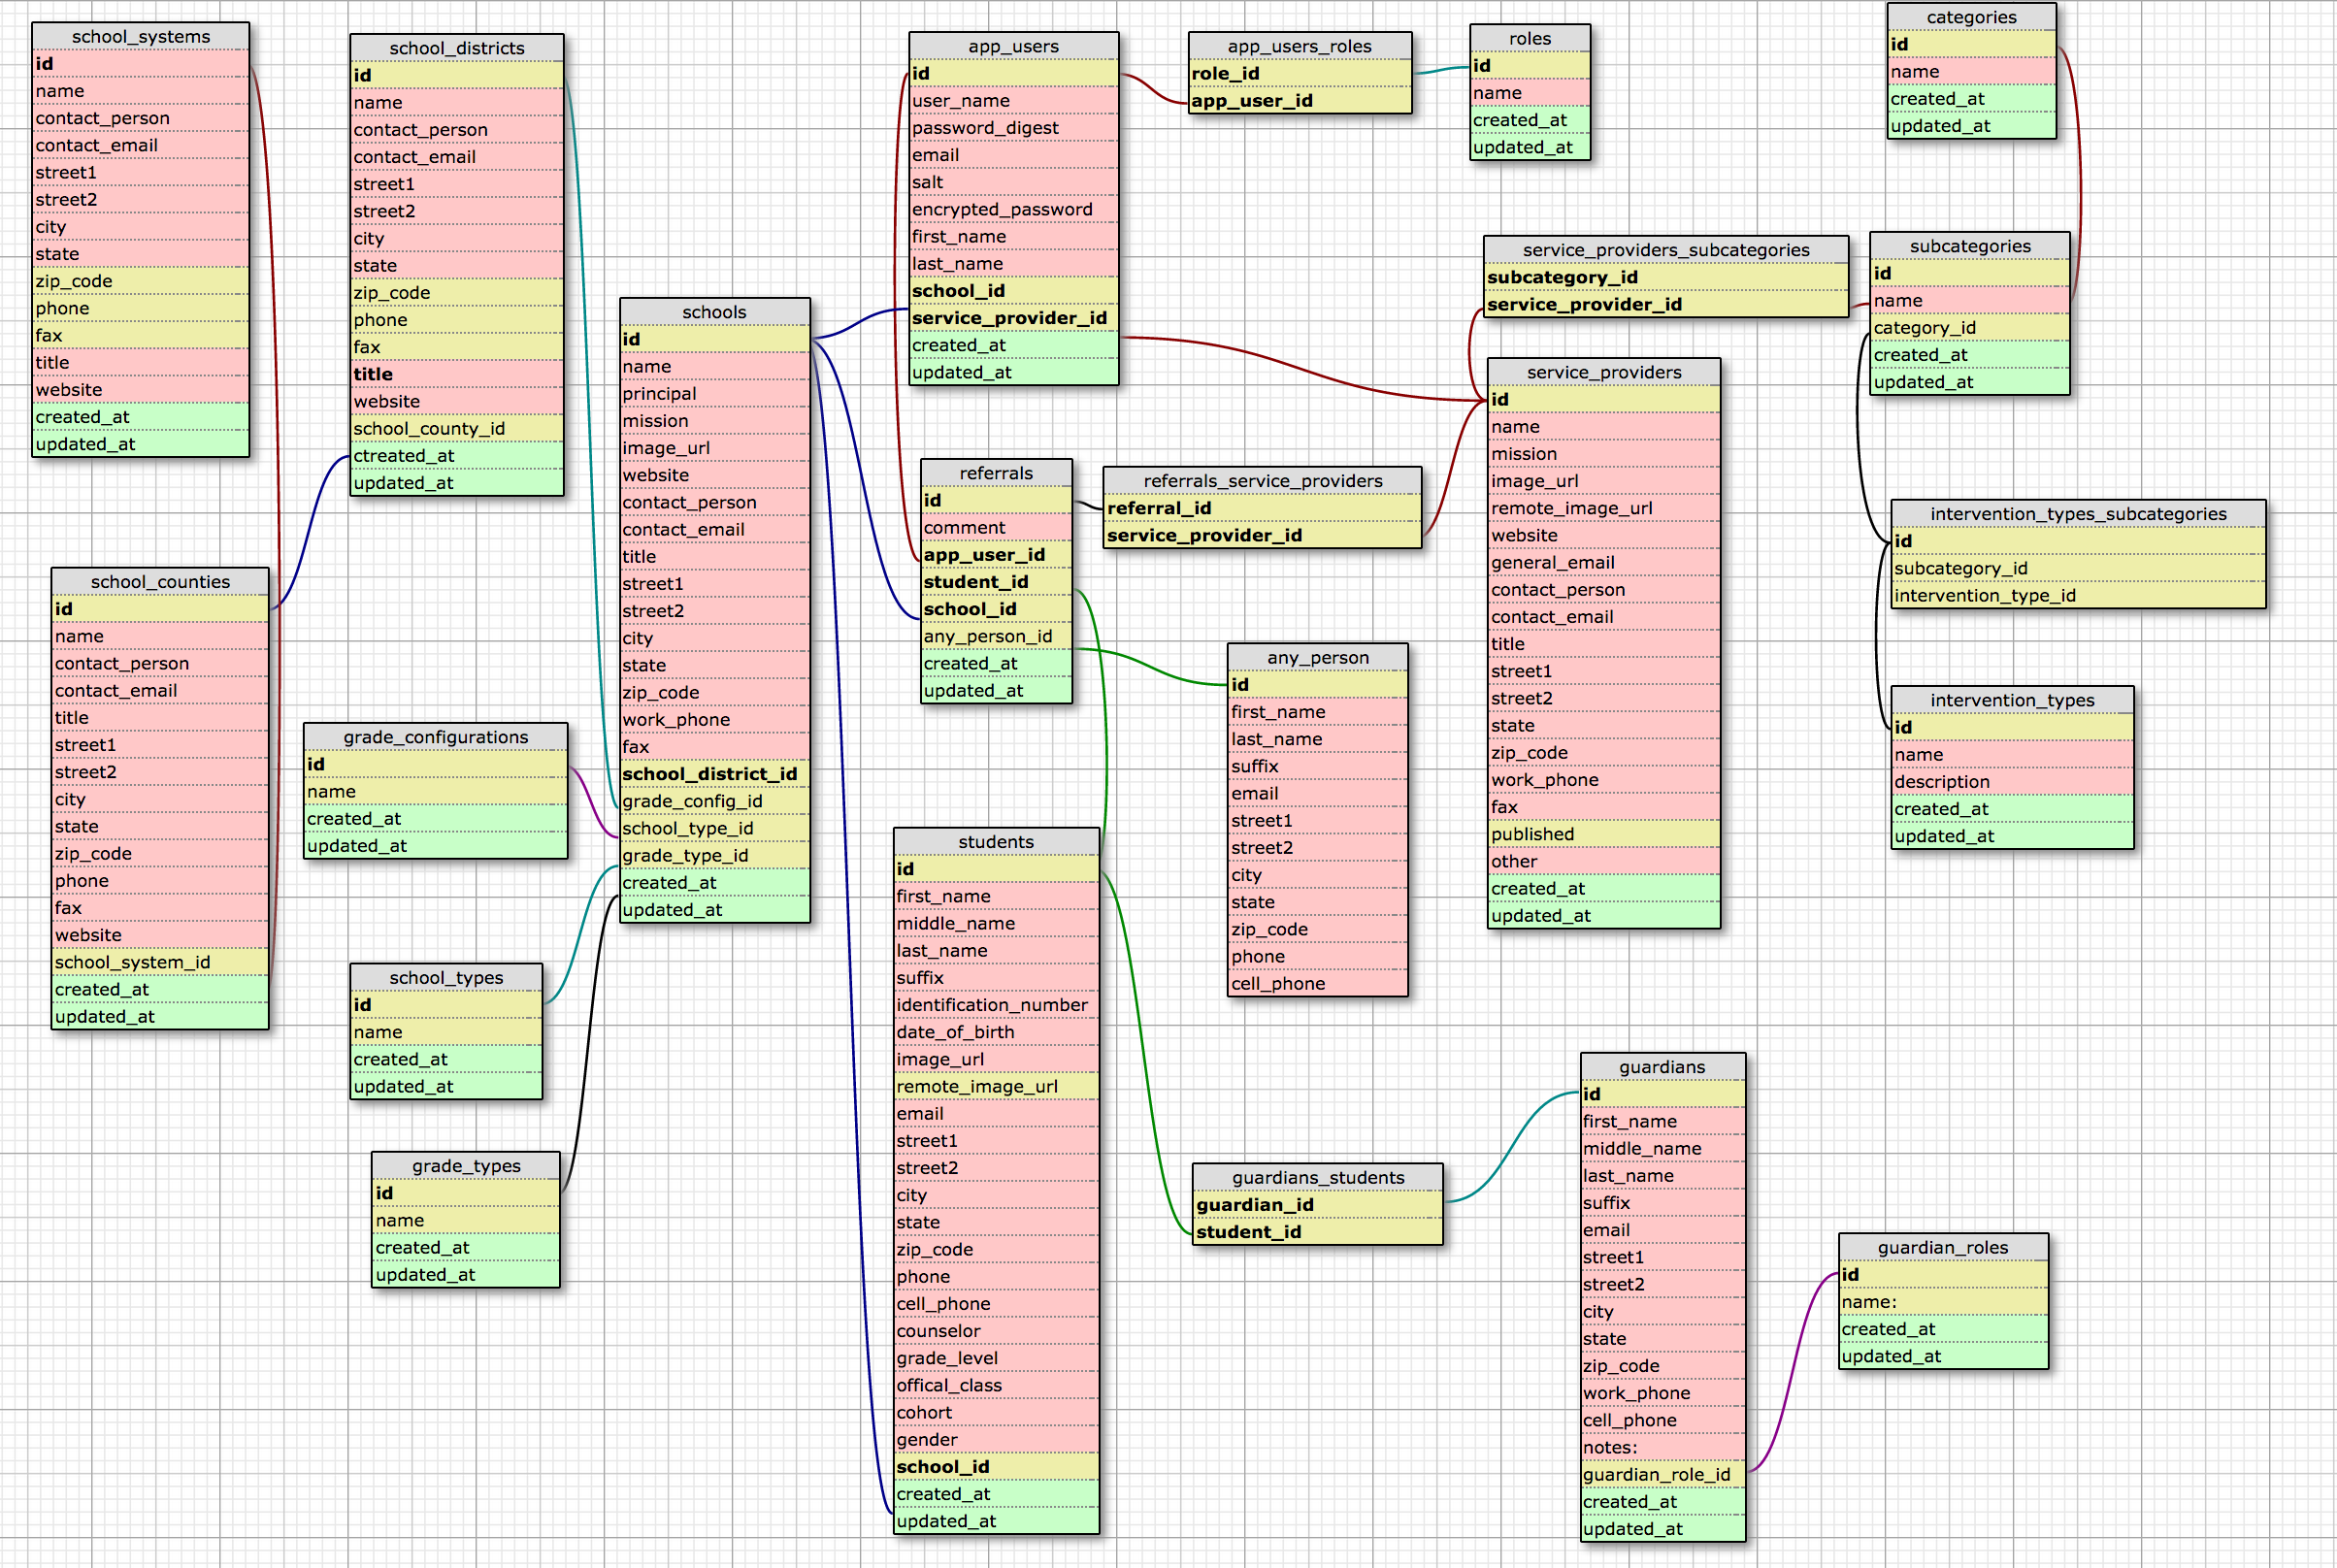 school_systems
id
name
contact_person
contact_email
street1
street2
city
state
zip_code
phone
fax
title
website
created_at
updated_at
school_districts
id
name
contact_person
contact_email
street1
street2
city
state
zip_code
phone
fax
title
website
school_county_id
ctreated_at
updated_at
school_counties
id
name
contact_person
contact_email
title
street1
street2
city
state
zip_code
phone
fax
website
school_system_id
created_at
updated_at
grade_configurations
id
name
created_at
updated_at
school_types
id
name
created_at
updated_at
grade_types
id
name
created_at
updated_at
schools
id
name
principal
mission
image_url
website
contact_person
contact_email
title
street1
street2
city
state
zip_code
work_phone
fax
school_district_id
grade_config_id
school_type_id
grade_type_id
created_at
updated_at
app_users
id
user_name
password_digest
email
salt
encrypted_password
first_name
last_name
school_id
service_provider_id
created_at
updated_at
app_users_roles
role_id
app_user_id
roles
id
name
created_at
updated_at
referrals
id
comment
app_user_id
student_id
school_id
any_person_id
created_at
updated_at
referrals_service_providers
referral_id
service_provider_id
any_person
id
first_name
last_name
suffix
email
street1
street2
city
state
zip_code
phone
cell_phone
students
id
first_name
middle_name
last_name
suffix
identification_number
date_of_birth
image_url
remote_image_url
email
street1
street2
city
state
zip_code
phone
cell_phone
counselor
grade_level
offical_class
cohort
gender
school_id
created_at
updated_at
guardians_students
guardian_id
student_id
service_providers_subcategories
subcategory_id
service_provider_id
service_providers
id
name
mission
image_url
remote_image_url
website
general_email
contact_person
contact_email
title
street1
street2
state
zip_code
work_phone
fax
published
other
created_at
updated_at
guardians
id
first_name
middle_name
last_name
suffix
email
street1
street2
city
state
zip_code
work_phone
cell_phone
notes:
guardian_role_id
created_at
updated_at
categories
id
name
created_at
updated_at
subcategories
id
name
category_id
created_at
updated_at
intervention_types_subcategories
id
subcategory_id
intervention_type_id
intervention_types
id
name
description
created_at
updated_at
guardian_roles
id
name:
created_at
updated_at